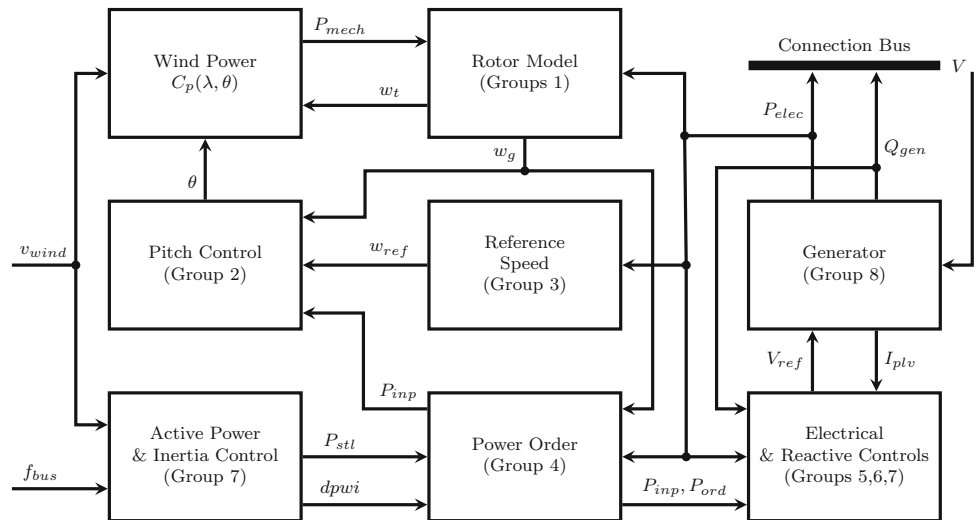 P_mech
Wind Power
C_p(λ, θ)
w_t
Rotor Model
(Groups 1)
Connection Bus
V
P_elec
Q_gen
w_g
θ
v_wind
Pitch Control
(Group 2)
w_ref
Reference
Speed
(Group 3)
Generator
(Group 8)
V_ref
I_plv
P_inp
Active Power
& Inertia Control
(Group 7)
P_stl
dpwi
f_bus
Power Order
(Group 4)
P_inp, P_ord
Electrical
& Reactive Controls
(Groups 5,6,7)